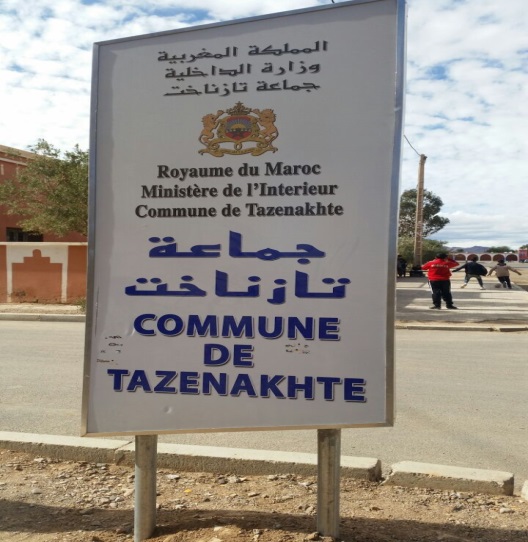 المملكة المغربية
وزارة الداخلية
جماعة تازناخت
Royaume du Maroc
Ministère de l'Interieur
Commune de Tazenakhte
جماعة
تازناخت
COMMUNE
DE
TAZENAKHTE